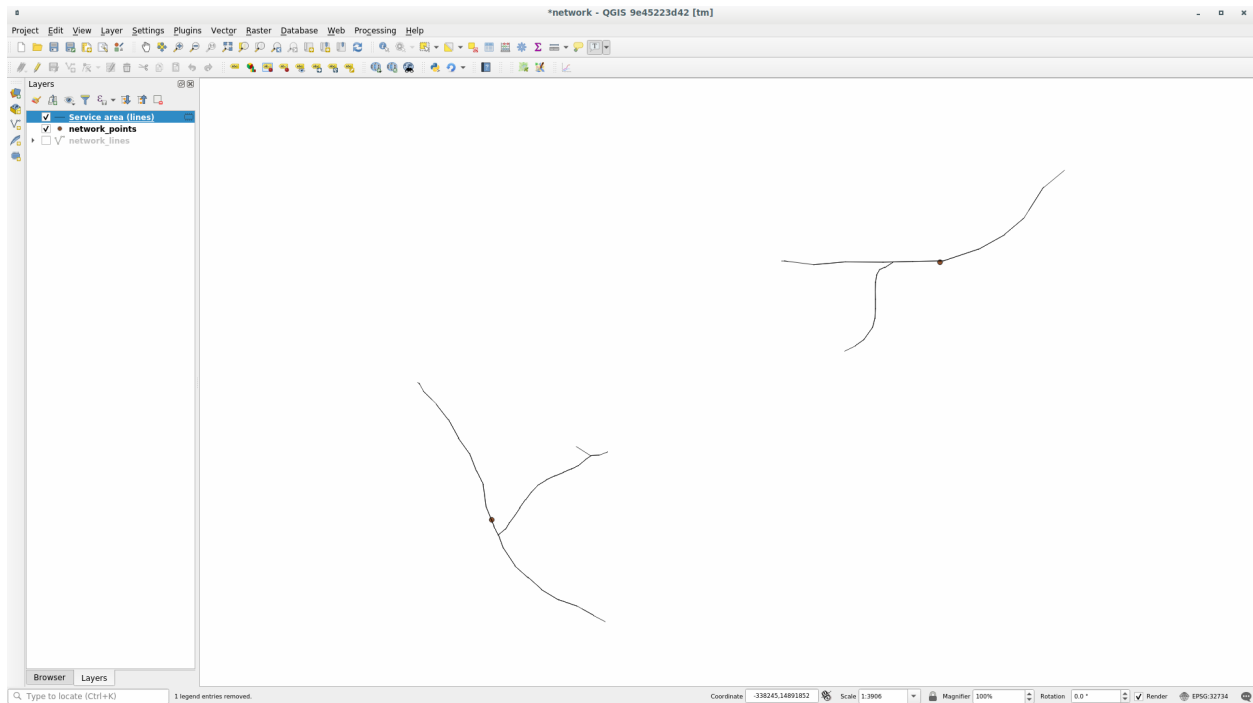 *network - QGIS 9e45223d42 [tm]
Project Edit View Layer Settings Plugins Vector Raster Database Web Processing Help
Layers
Service area (lines)
network_points
network_lines
Browser Layers
Type to locate (Ctrl+K) 1 legend entries removed. Coordinate -338245,14891852 Scale 1:3906 Magnifier 100% Rotation 0.0 ° Render EPSG:32734